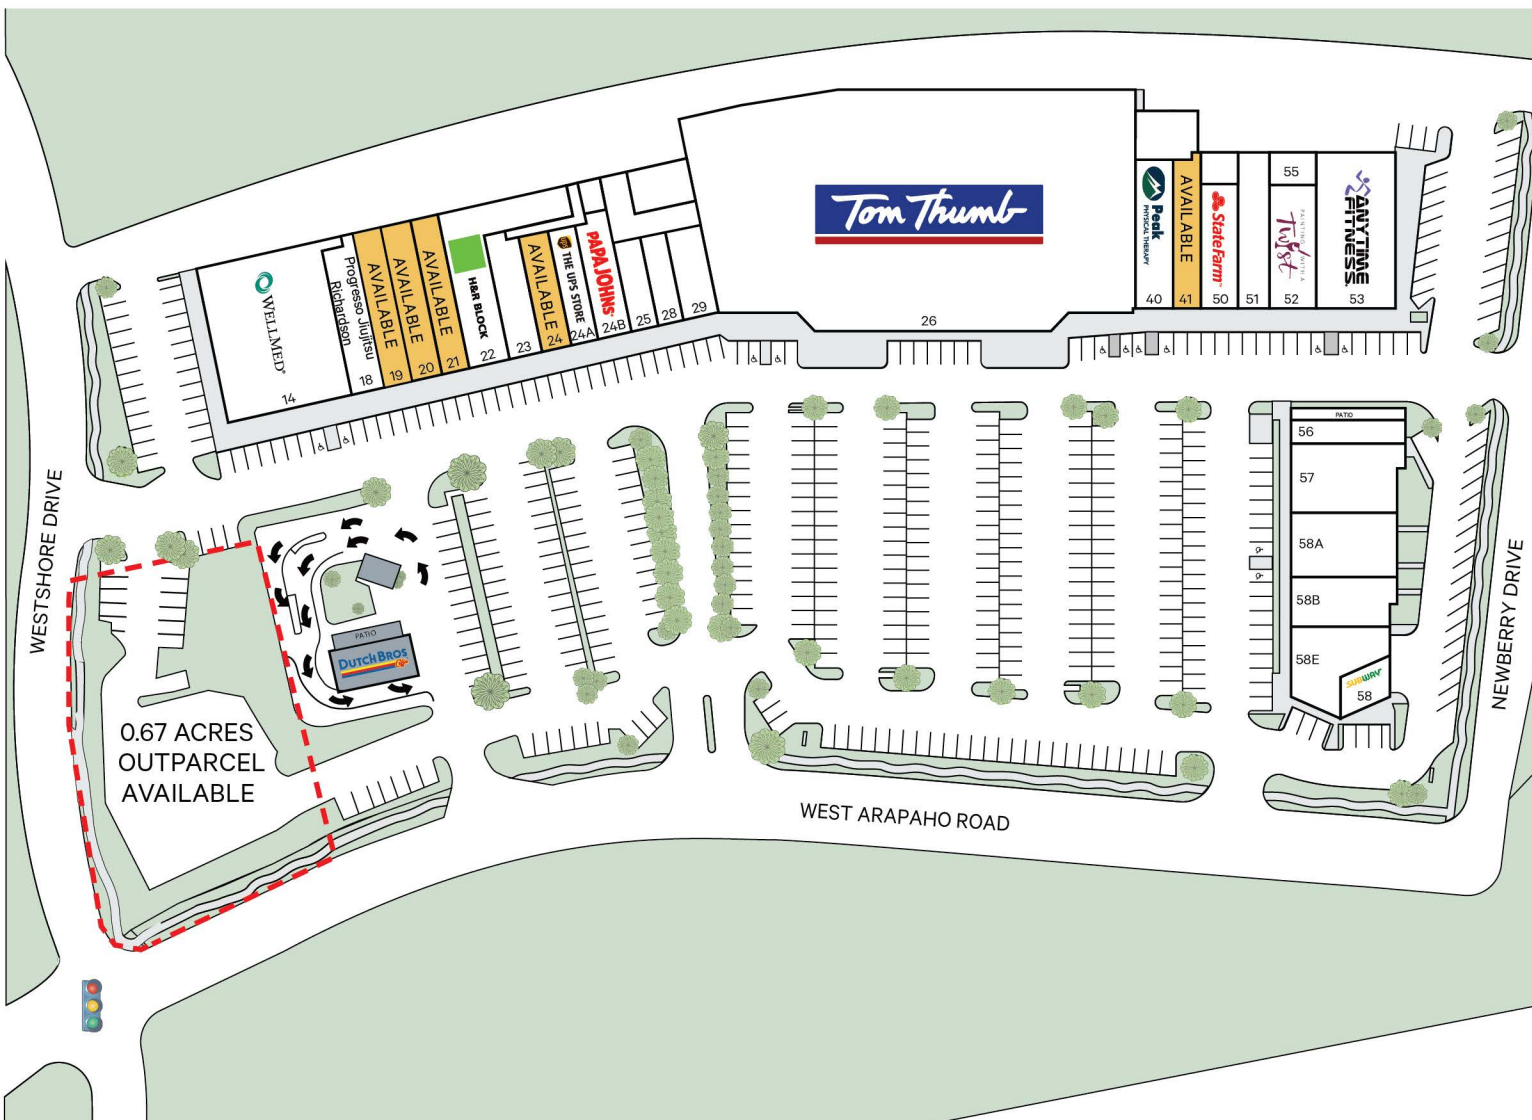 WELLMED
14
Progresso Jiujitsu
Richardson
18
AVAILABLE
19
AVAILABLE
20
AVAILABLE
21
H&R BLOCK
22
23
AVAILABLE
24
THE UPS STORE
24A
PAPA JOHNS
24B
25
28
29
Tom Thumb
26
Peak
PHYSICAL THERAPY
40
AVAILABLE
41
StateFarm
50
51
55
PAINTING WITH A
Twist
52
ANYTIME
FITNESS
53
PATIO
56
57
58A
58B
58E
SUBWAY
58
PATIO
DUTCH BROS
0.67 ACRES
OUTPARCEL
AVAILABLE
WESTSHORE DRIVE
WEST ARAPAHO ROAD
NEWBERRY DRIVE